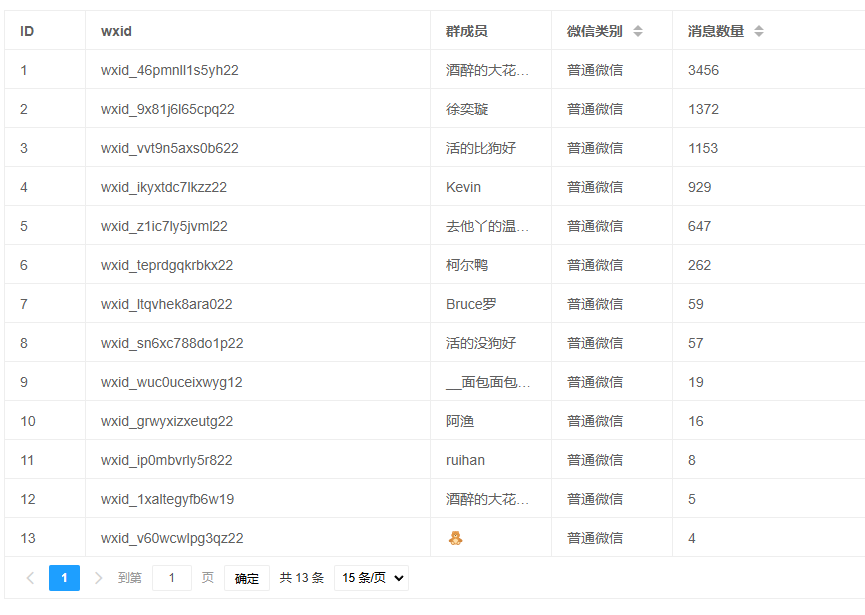 ID wxid 群成员 微信类别 消息数量
1 wxid_46pmnll1s5yh22 酒醉的大花... 普通微信 3456
2 wxid_9x81j6l65cpq22 徐奕璇 普通微信 1372
3 wxid_vvt9n5axs0b622 活的比狗好 普通微信 1153
4 wxid_ikyxtdc7lkzz22 Kevin 普通微信 929
5 wxid_z1ic7ly5jvml22 去他丫的温... 普通微信 647
6 wxid_teprdgqkrbkx22 柯尔鸭 普通微信 262
7 wxid_ltqvhek8ara022 Bruce罗 普通微信 59
8 wxid_sn6xc788do1p22 活的没狗好 普通微信 57
9 wxid_wuc0uceixwyg12 __面包面包... 普通微信 19
10 wxid_grwyxizxeutg22 阿渔 普通微信 16
11 wxid_ip0mbvrly5r822 ruihan 普通微信 8
12 wxid_1xaltegyfb6w19 酒醉的大花... 普通微信 5
13 wxid_v60wcwlpg3qz22 🧸 普通微信 4
1 到第 1 页 确定 共 13 条 15 条/页